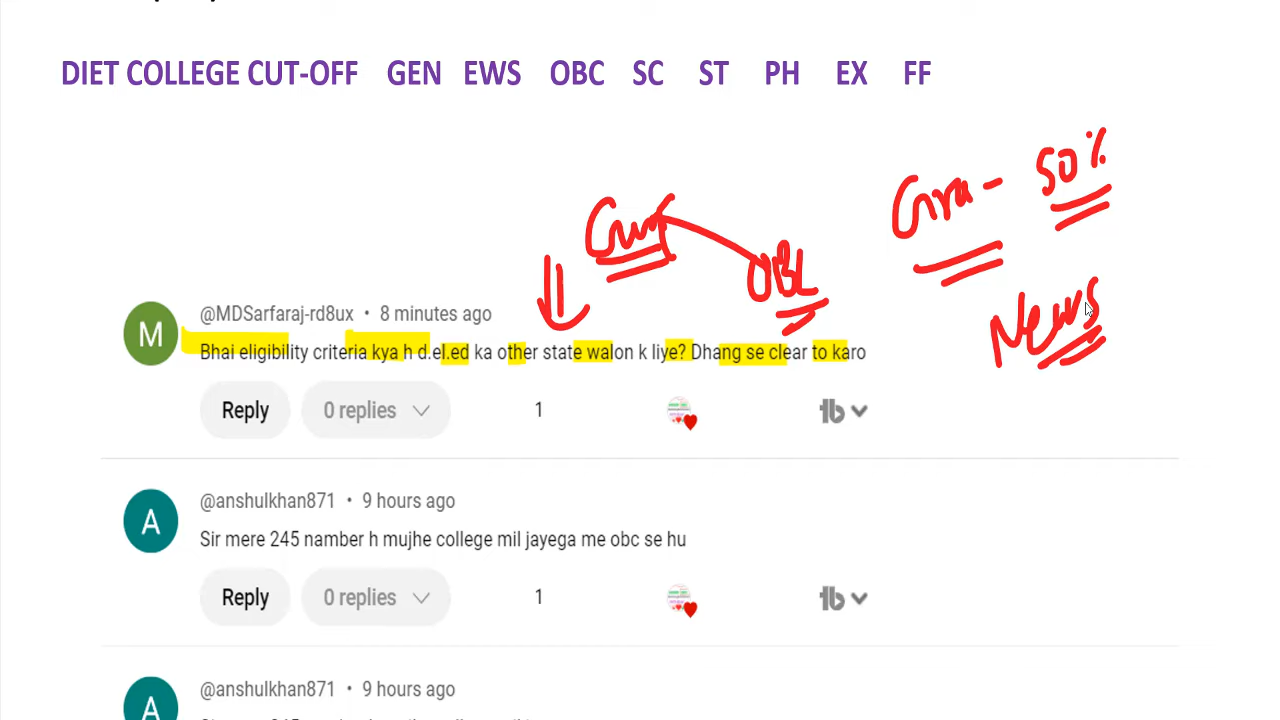 DIET COLLEGE CUT-OFF GEN EWS OBC SC ST PH EX FF
Gra - 50%
OBC
News
@MDSarfaraj-rd8ux • 8 minutes ago
Bhai eligibility criteria kya h d.el.ed ka other state walon k liye? Dhang se clear to karo
Reply 0 replies 1
@anshulkhan871 • 9 hours ago
Sir mere 245 namber h mujhe college mil jayega me obc se hu
Reply 0 replies 1
@anshulkhan871 • 9 hours ago